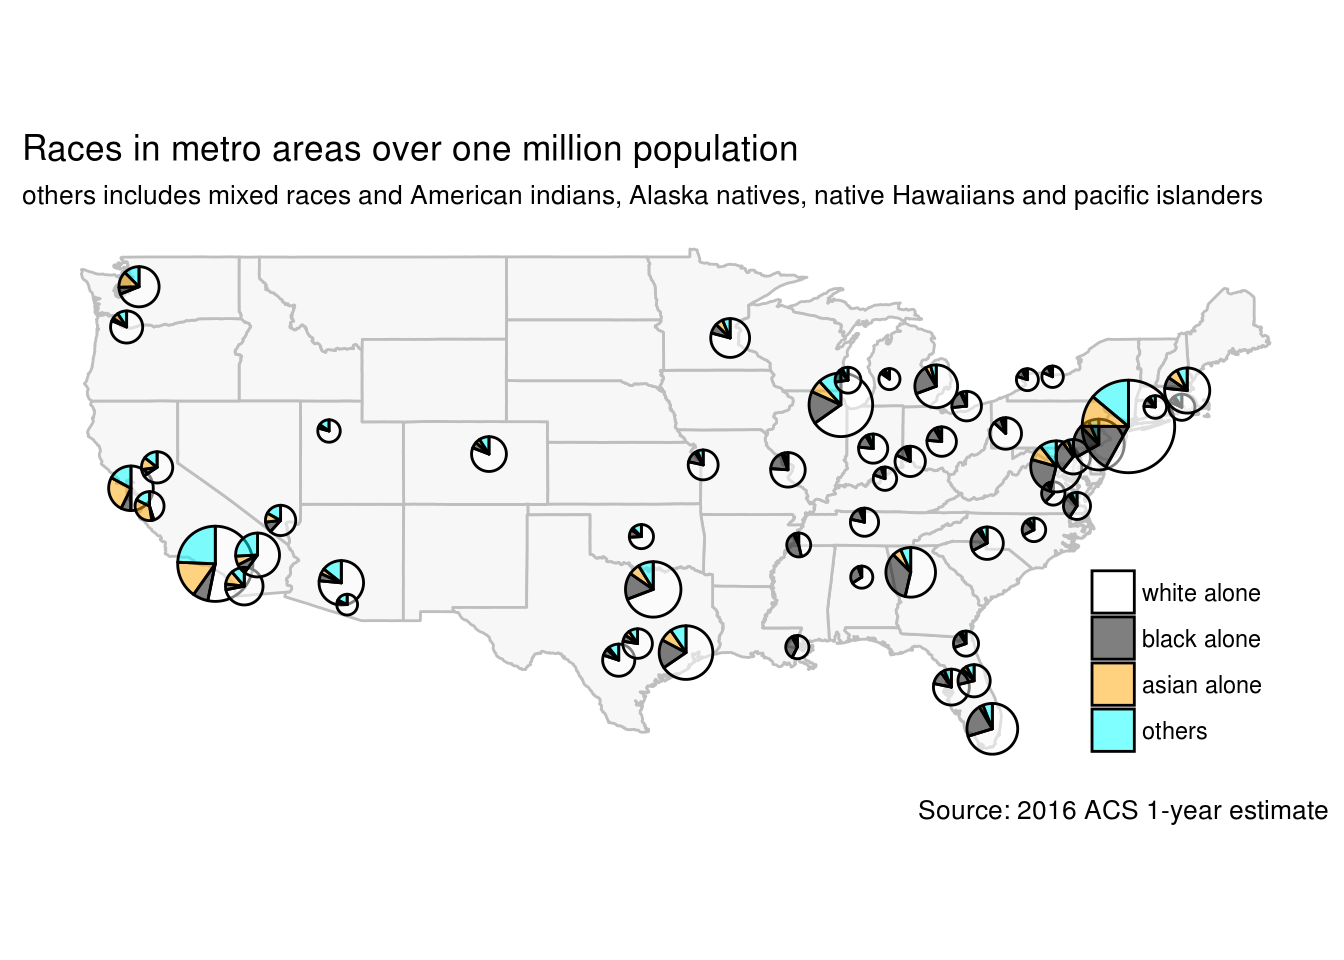 Races in metro areas over one million population
others includes mixed races and American indians, Alaska natives, native Hawaiians and pacific islanders
white alone
black alone
asian alone
others
Source: 2016 ACS 1-year estimate